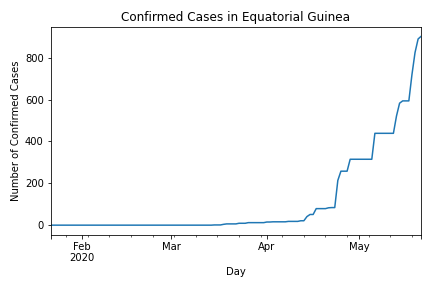 Confirmed Cases in Equatorial Guinea
Number of Confirmed Cases
800
600
400
200
0
Feb
2020
Mar
Apr
May
Day